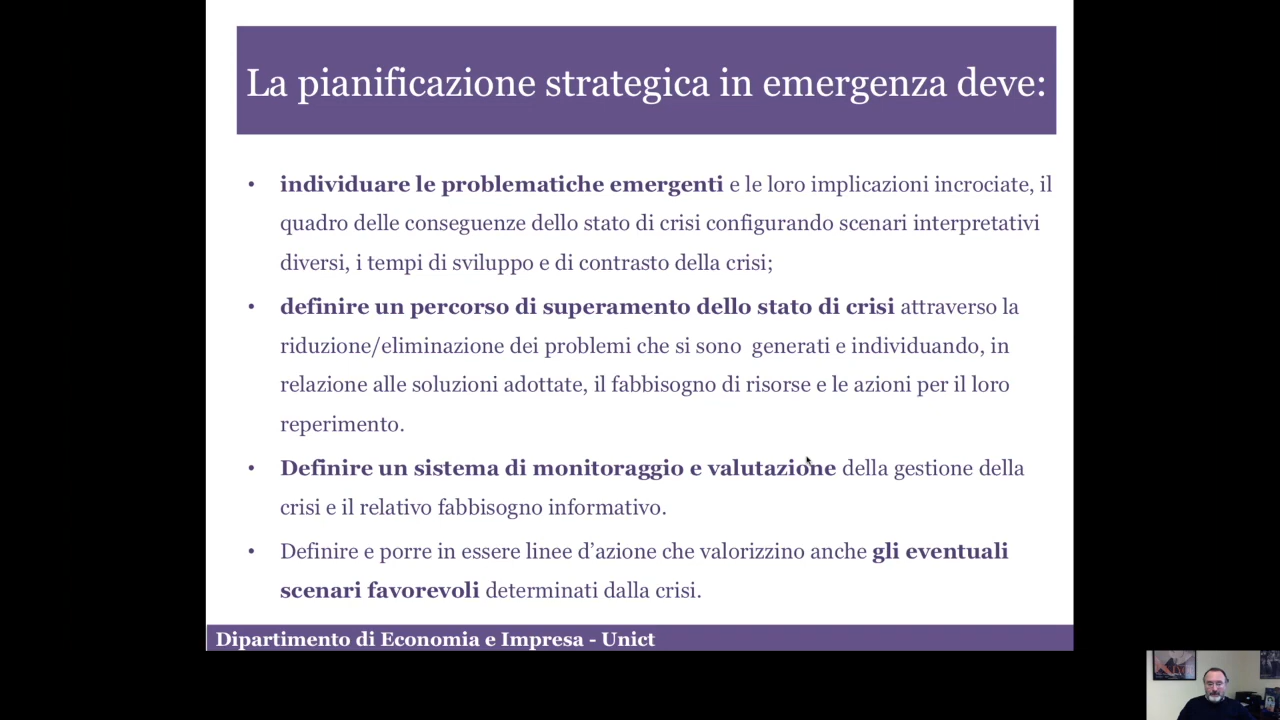 La pianificazione strategica in emergenza deve:
• individuare le problematiche emergenti e le loro implicazioni incrociate, il
quadro delle conseguenze dello stato di crisi configurando scenari interpretativi
diversi, i tempi di sviluppo e di contrasto della crisi;
• definire un percorso di superamento dello stato di crisi attraverso la
riduzione/eliminazione dei problemi che si sono generati e individuando, in
relazione alle soluzioni adottate, il fabbisogno di risorse e le azioni per il loro
reperimento.
• Definire un sistema di monitoraggio e valutazione della gestione della
crisi e il relativo fabbisogno informativo.
• Definire e porre in essere linee d’azione che valorizzino anche gli eventuali
scenari favorevoli determinati dalla crisi.
Dipartimento di Economia e Impresa - Unict